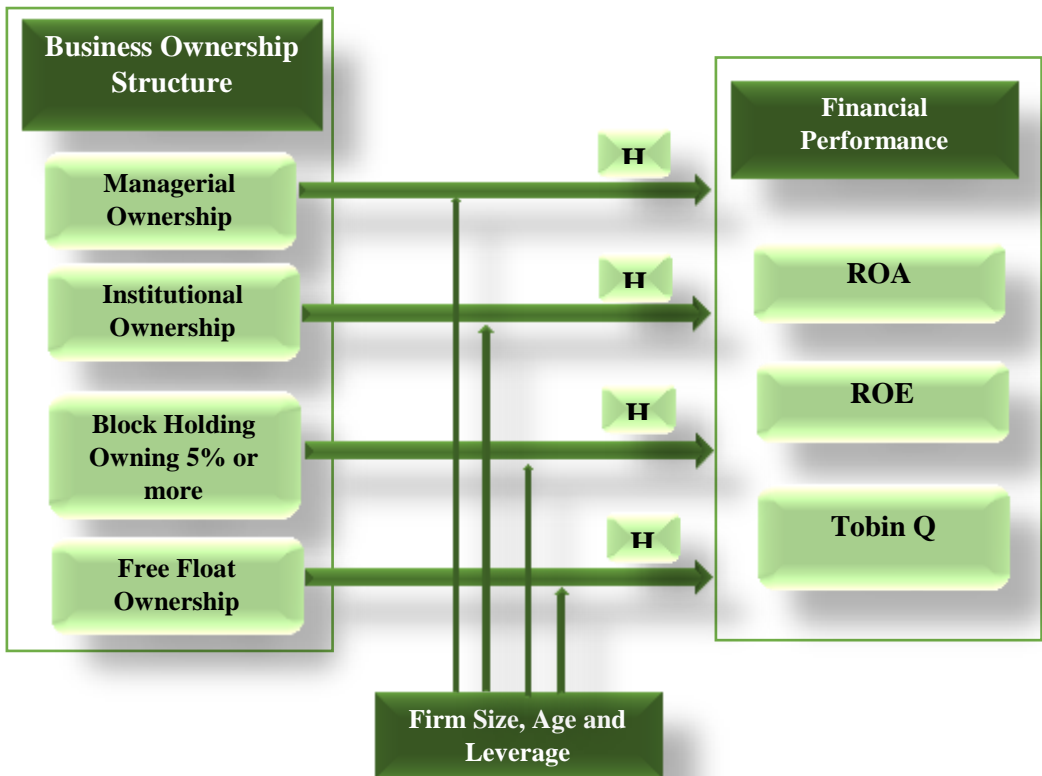 Business Ownership
Structure
Managerial
Ownership
Institutional
Ownership
Block Holding
Owning 5% or
more
Free Float
Ownership
H
H
H
H
Financial
Performance
ROA
ROE
Tobin Q
Firm Size, Age and
Leverage